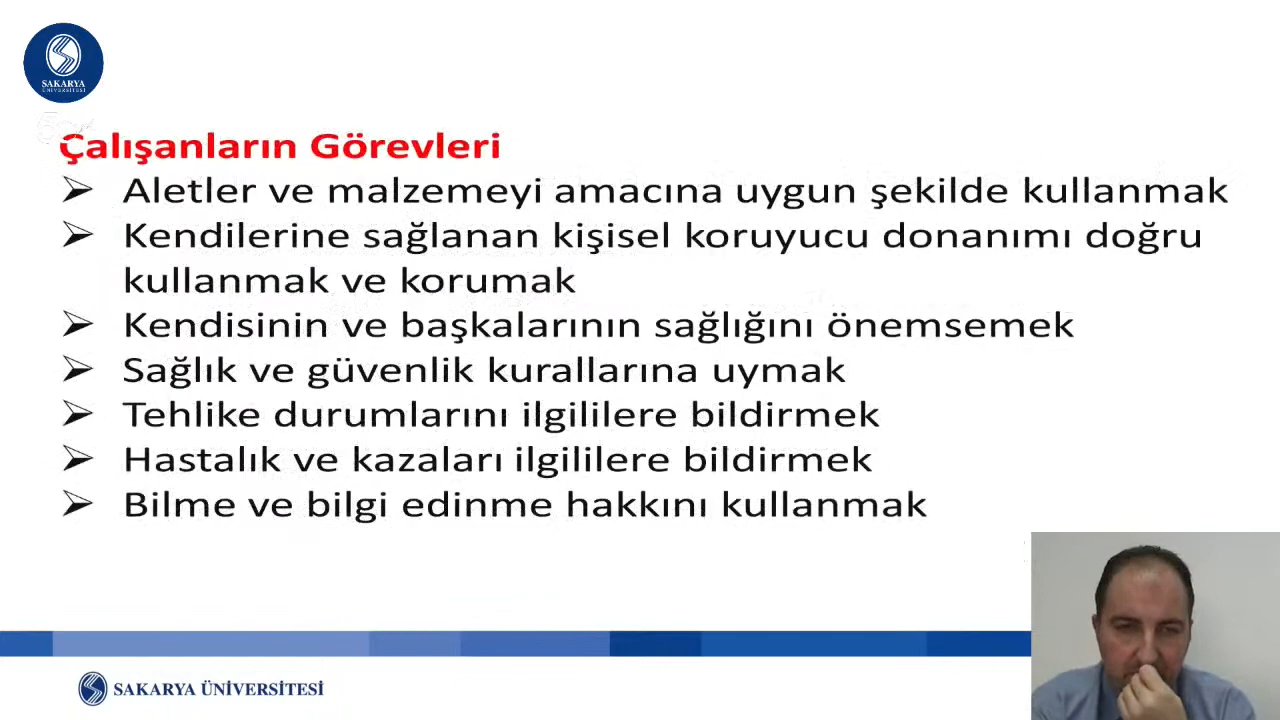 SAKARYA
ÜNİVERSİTESİ
Çalışanların Görevleri
➢ Aletler ve malzemeyi amacına uygun şekilde kullanmak
➢ Kendilerine sağlanan kişisel koruyucu donanımı doğru
kullanmak ve korumak
➢ Kendisinin ve başkalarının sağlığını önemsemek
➢ Sağlık ve güvenlik kurallarına uymak
➢ Tehlike durumlarını ilgililere bildirmek
➢ Hastalık ve kazaları ilgililere bildirmek
➢ Bilme ve bilgi edinme hakkını kullanmak
SAKARYA ÜNİVERSİTESİ